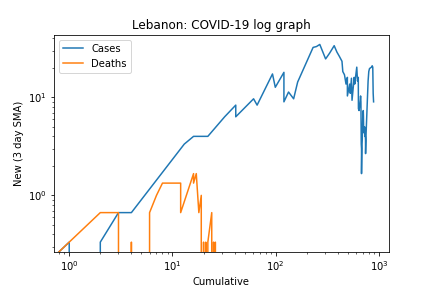 Lebanon: COVID-19 log graph
Cases
Deaths
New (3 day SMA)
10¹
10⁰
10⁰ 10¹ 10² 10³
Cumulative